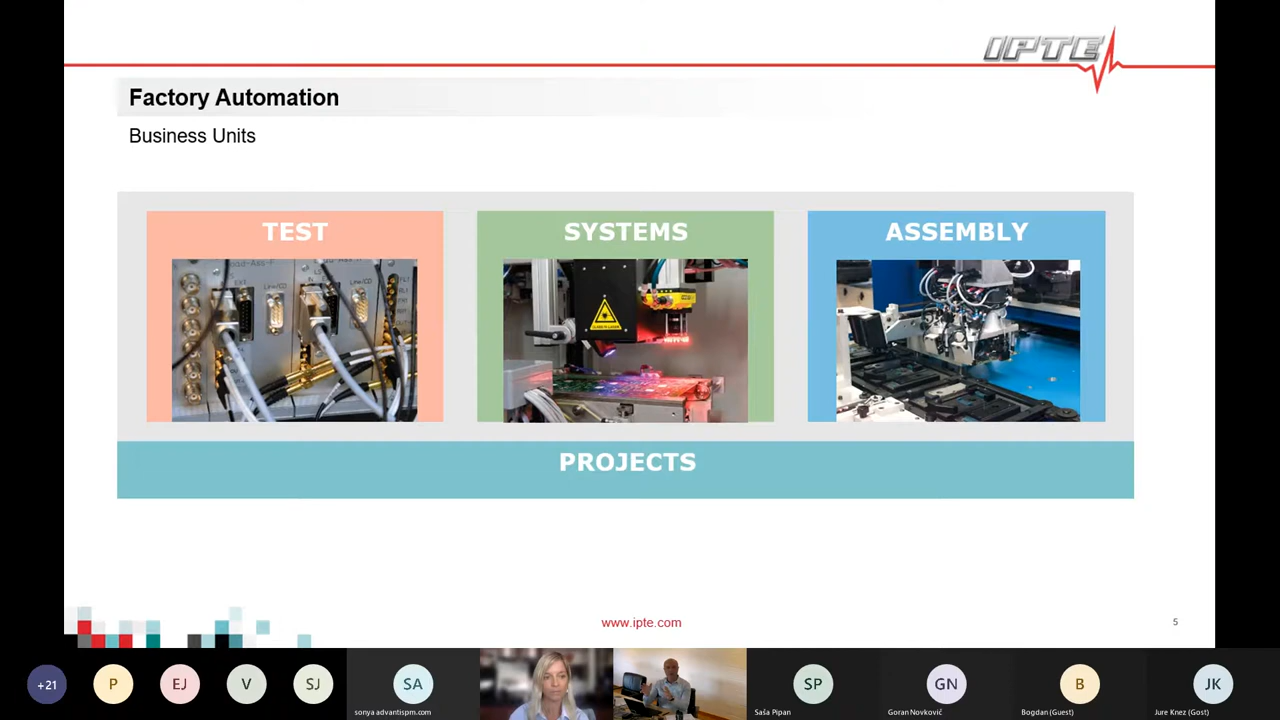 IPTE
Factory Automation
Business Units
TEST
SYSTEMS
ASSEMBLY
PROJECTS
www.ipte.com
5
+21
P
EJ
V
SJ
SA
sonya advantispm.com
SP
Saša Pipan
GN
Goran Novković
B
Bogdan (Guest)
JK
Jure Knez (Gost)